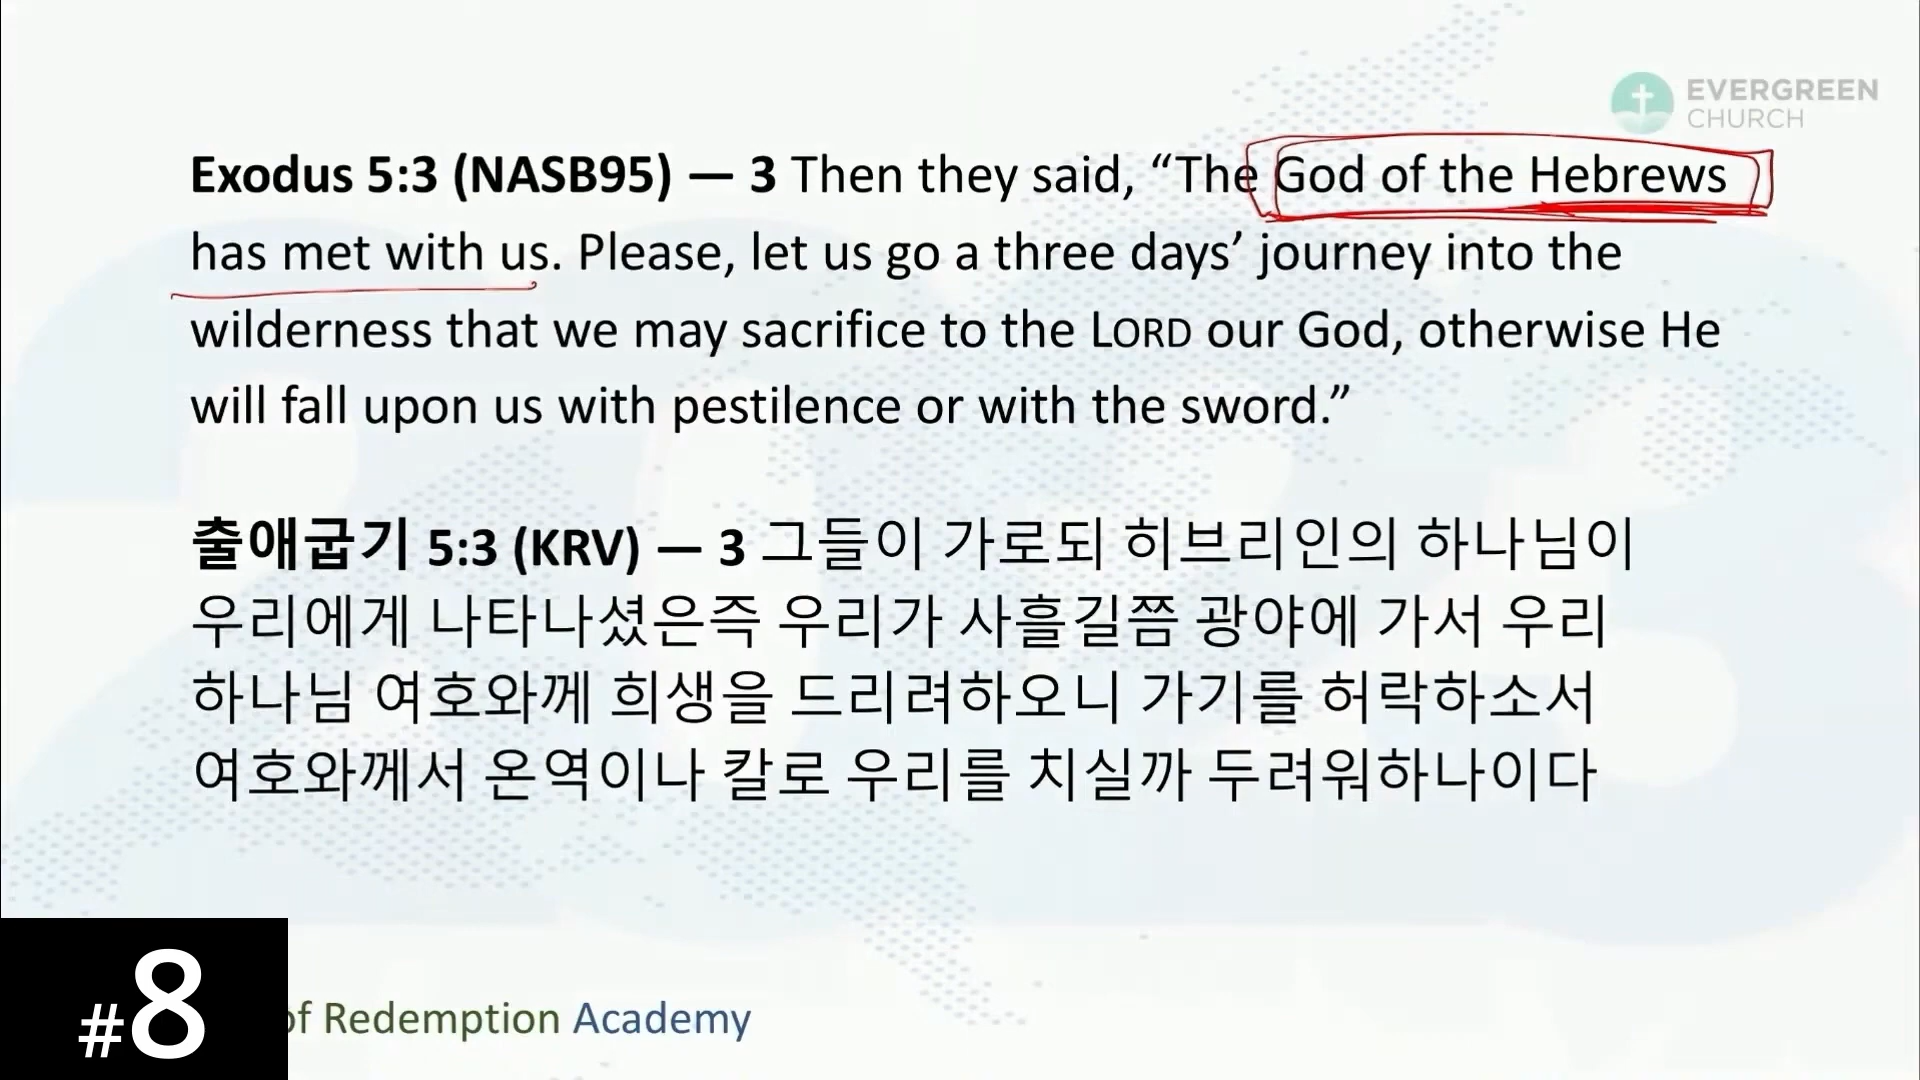 EVERGREEN
CHURCH
Exodus 5:3 (NASB95) — 3 Then they said, “The God of the Hebrews
has met with us. Please, let us go a three days’ journey into the
wilderness that we may sacrifice to the LORD our God, otherwise He
will fall upon us with pestilence or with the sword.”
출애굽기 5:3 (KRV) — 3 그들이 가로되 히브리인의 하나님이
우리에게 나타나셨은즉 우리가 사흘길쯤 광야에 가서 우리
하나님 여호와께 희생을 드리려하오니 가기를 허락하소서
여호와께서 온역이나 칼로 우리를 치실까 두려워하나이다
#8
of Redemption Academy